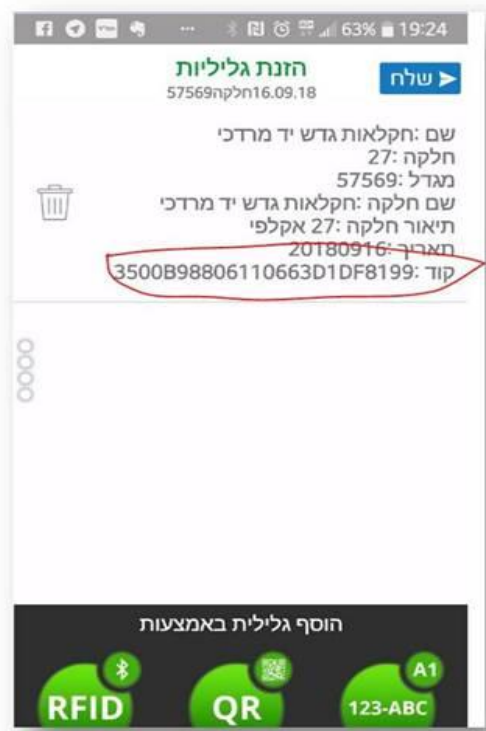 63% 19:24
הזנת גליליות
שלח
16.09.18חלקה57569
שם :חקלאות גדש יד מרדכי
חלקה :27
מגדל :57569
שם חלקה :חקלאות גדש יד מרדכי
תיאור חלקה :27 אקלפי
תאריך :20180916
קוד :3500B98806110663D1DF8199
הוסף גלילית באמצעות
A1
RFID QR 123-ABC